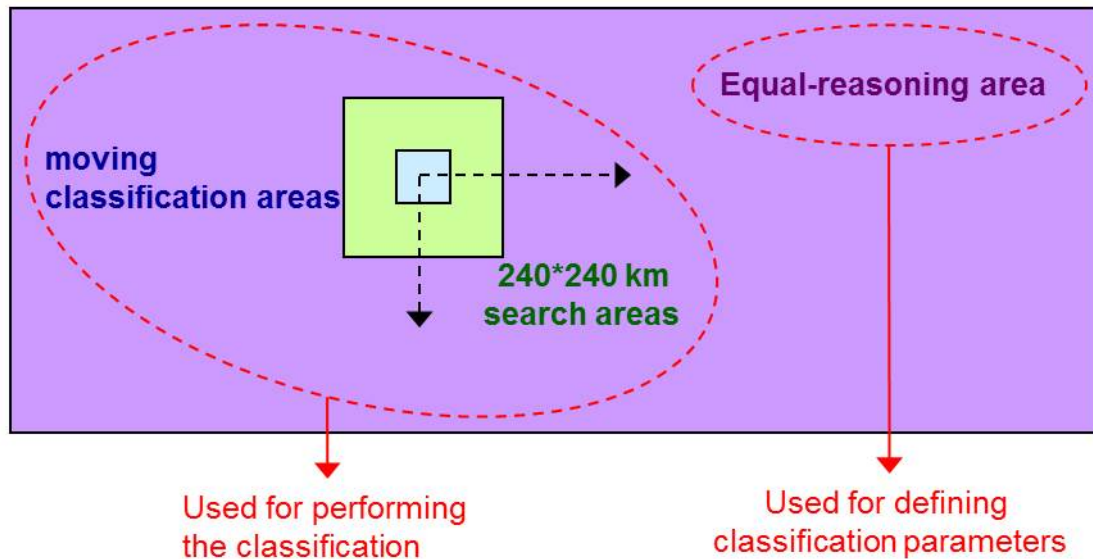 Equal-reasoning area
moving
classification areas
240*240 km
search areas
Used for performing
the classification
Used for defining
classification parameters